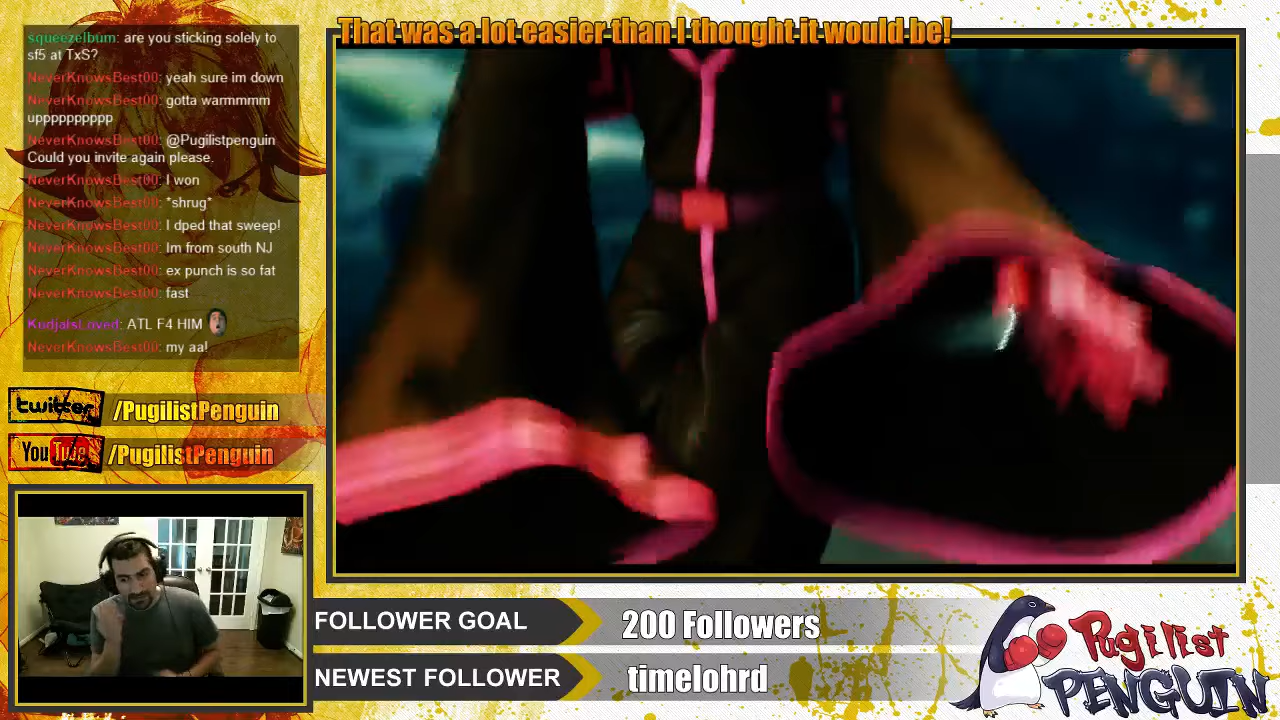 That was a lot easier than I thought it would be!
squeezelbum: are you sticking solely to
sf5 at TxS?
NeverKnowsBest00: yeah sure im down
NeverKnowsBest00: gotta warmmmm
upppppppppp
NeverKnowsBest00: @Pugilistpenguin
Could you invite again please.
NeverKnowsBest00: I won
NeverKnowsBest00: *shrug*
NeverKnowsBest00: I dped that sweep!
NeverKnowsBest00: Im from south NJ
NeverKnowsBest00: ex punch is so fat
NeverKnowsBest00: fast
KudjaIsLoved: ATL F4 HIM
NeverKnowsBest00: my aa!
twitter /PugilistPenguin
YouTube /PugilistPenguin
FOLLOWER GOAL 200 Followers
NEWEST FOLLOWER timelohrd
Pugilist
PENGUIN